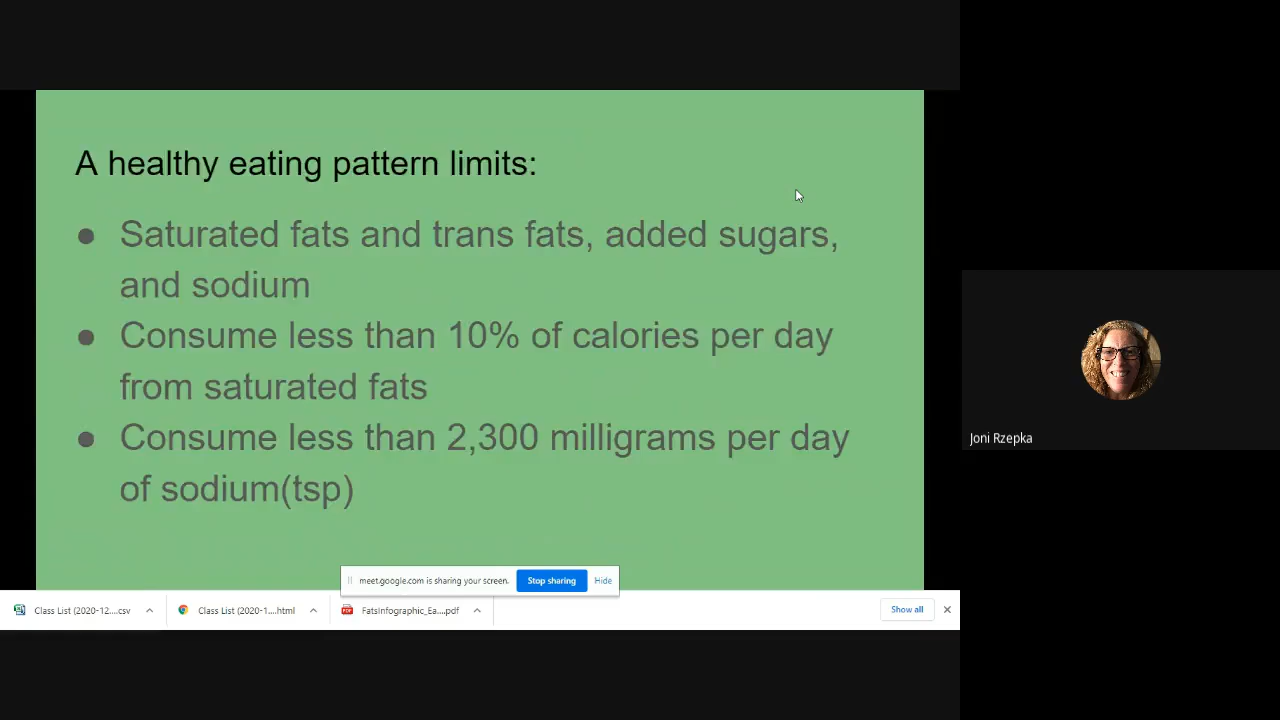 A healthy eating pattern limits:
● Saturated fats and trans fats, added sugars,
and sodium
● Consume less than 10% of calories per day
from saturated fats
● Consume less than 2,300 milligrams per day
of sodium(tsp)
Joni Rzepka
meet.google.com is sharing your screen.
Stop sharing
Hide
Class List (2020-12....csv
Class List (2020-1....html
FatsInfographic_Ea....pdf
Show all